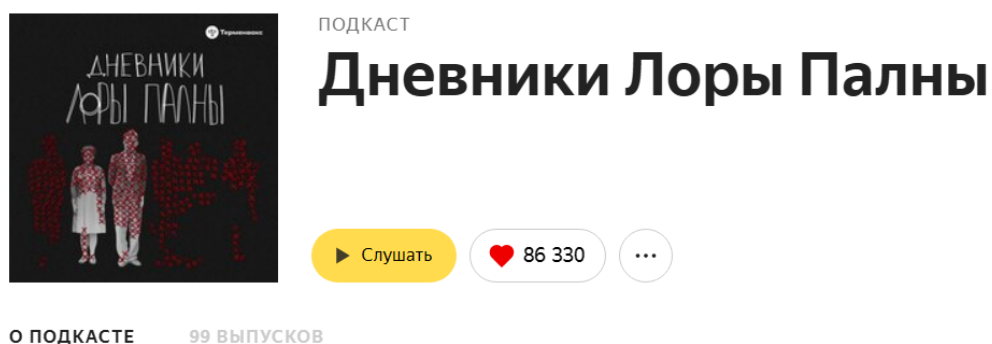 Терменвокс
ДНЕВНИКИ
ЛОРЫ ПАЛНЫ
ПОДКАСТ
Дневники Лоры Палны
Слушать
86 330
О ПОДКАСТЕ
99 ВЫПУСКОВ